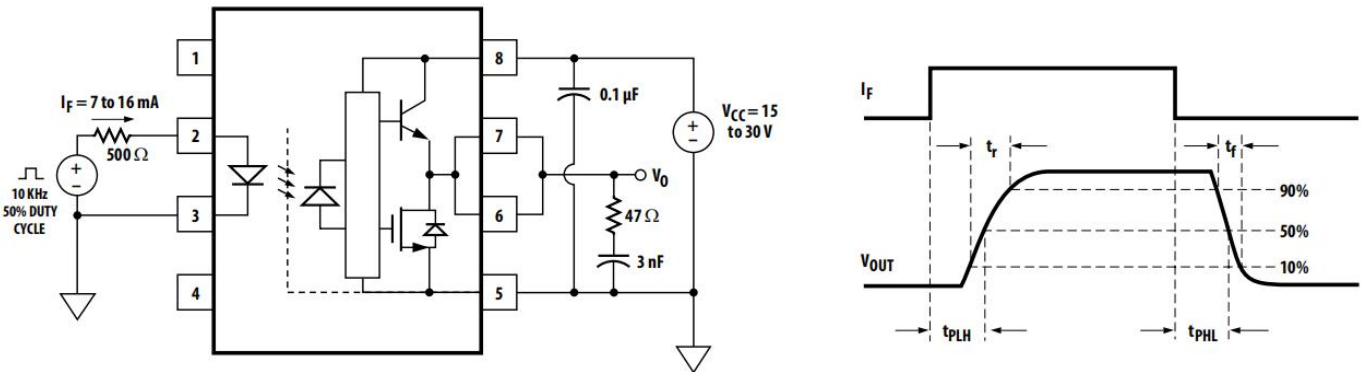 1
2
3
4
8
7
6
5
I_F = 7 to 16 mA
500 Ω
+
−
10 KHz
50% DUTY
CYCLE
0.1 µF
+
−
V_CC = 15
to 30 V
V_O
47 Ω
3 nF
I_F
t_r
t_f
90%
50%
10%
V_OUT
t_PLH
t_PHL